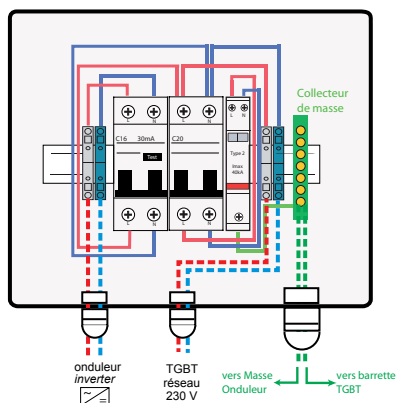 Collecteur
de masse
L N L N L N
C16 30mA C20
Test
Type 2
Imax
40kA
L N L N
onduleur
inverter
TGBT
réseau
230 V
vers Masse
Onduleur
vers barrette
TGBT